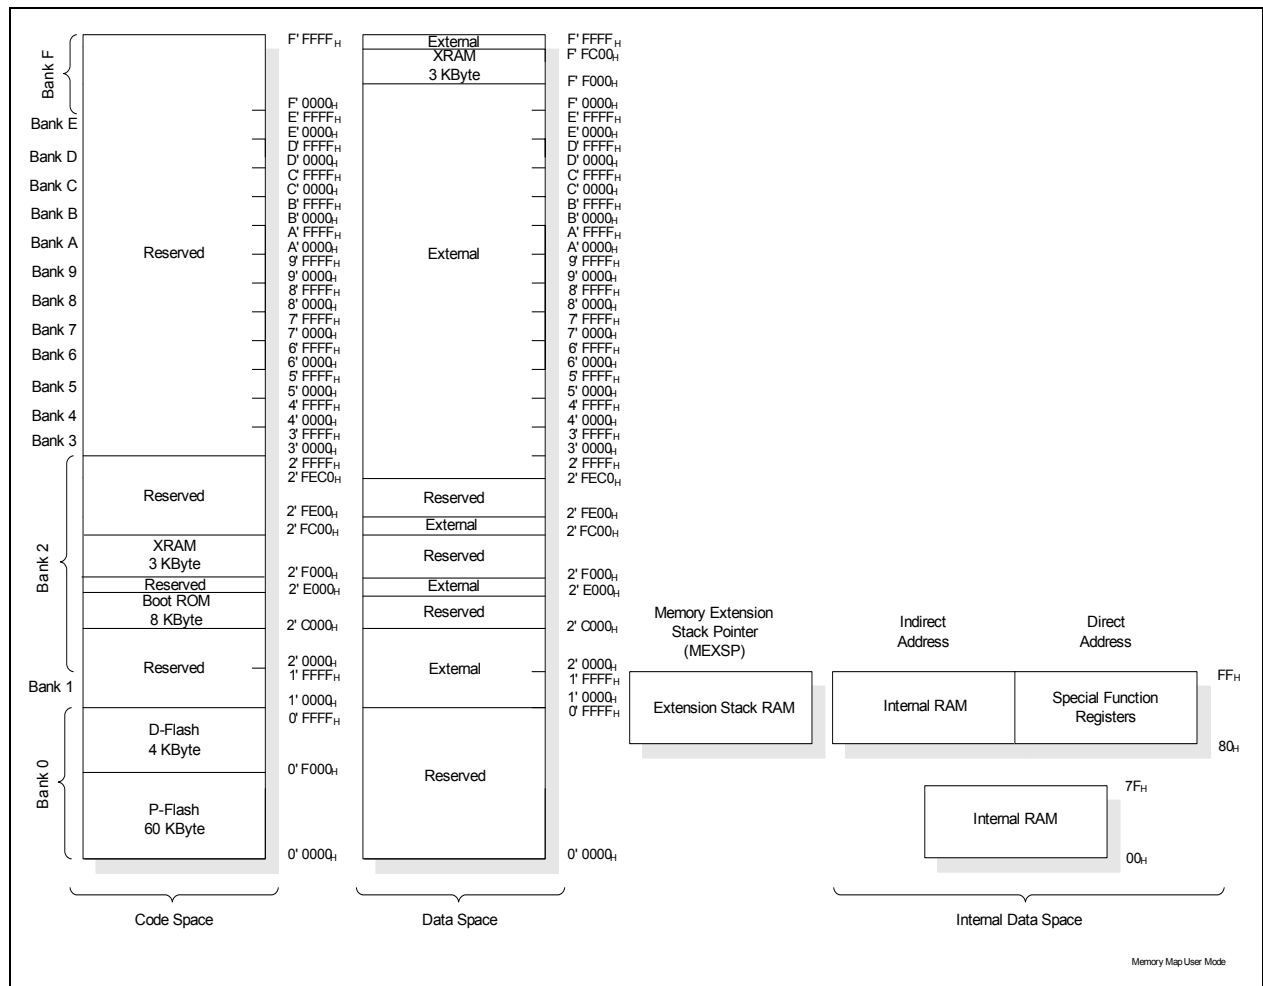 Bank F
Bank E
Bank D
Bank C
Bank B
Bank A
Bank 9
Bank 8
Bank 7
Bank 6
Bank 5
Bank 4
Bank 3
Bank 2
Bank 1
Bank 0
Reserved
Reserved
XRAM
3 KByte
Reserved
Boot ROM
8 KByte
Reserved
D-Flash
4 KByte
P-Flash
60 KByte
F' FFFFH
F' 0000H
E' FFFFH
E' 0000H
D' FFFFH
D' 0000H
C' FFFFH
C' 0000H
B' FFFFH
B' 0000H
A' FFFFH
A' 0000H
9' FFFFH
9' 0000H
8' FFFFH
8' 0000H
7' FFFFH
7' 0000H
6' FFFFH
6' 0000H
5' FFFFH
5' 0000H
4' FFFFH
4' 0000H
3' FFFFH
3' 0000H
2' FFFFH
2' FEC0H
2' FE00H
2' FC00H
2' F000H
2' E000H
2' C000H
2' 0000H
1' FFFFH
1' 0000H
0' FFFFH
0' F000H
0' 0000H
Code Space
External
XRAM
3 KByte
External
Reserved
External
Reserved
External
Reserved
External
Reserved
F' FFFFH
F' FC00H
F' F000H
F' 0000H
E' FFFFH
E' 0000H
D' FFFFH
D' 0000H
C' FFFFH
C' 0000H
B' FFFFH
B' 0000H
A' FFFFH
A' 0000H
9' FFFFH
9' 0000H
8' FFFFH
8' 0000H
7' FFFFH
7' 0000H
6' FFFFH
6' 0000H
5' FFFFH
5' 0000H
4' FFFFH
4' 0000H
3' FFFFH
3' 0000H
2' FFFFH
2' FEC0H
2' FE00H
2' FC00H
2' F000H
2' E000H
2' C000H
2' 0000H
1' FFFFH
1' 0000H
0' FFFFH
0' 0000H
Data Space
Memory Extension
Stack Pointer
(MEXSP)
Extension Stack RAM
Indirect
Address
Direct
Address
Internal RAM
Special Function
Registers
FFH
80H
Internal RAM
7FH
00H
Internal Data Space
Memory Map User Mode